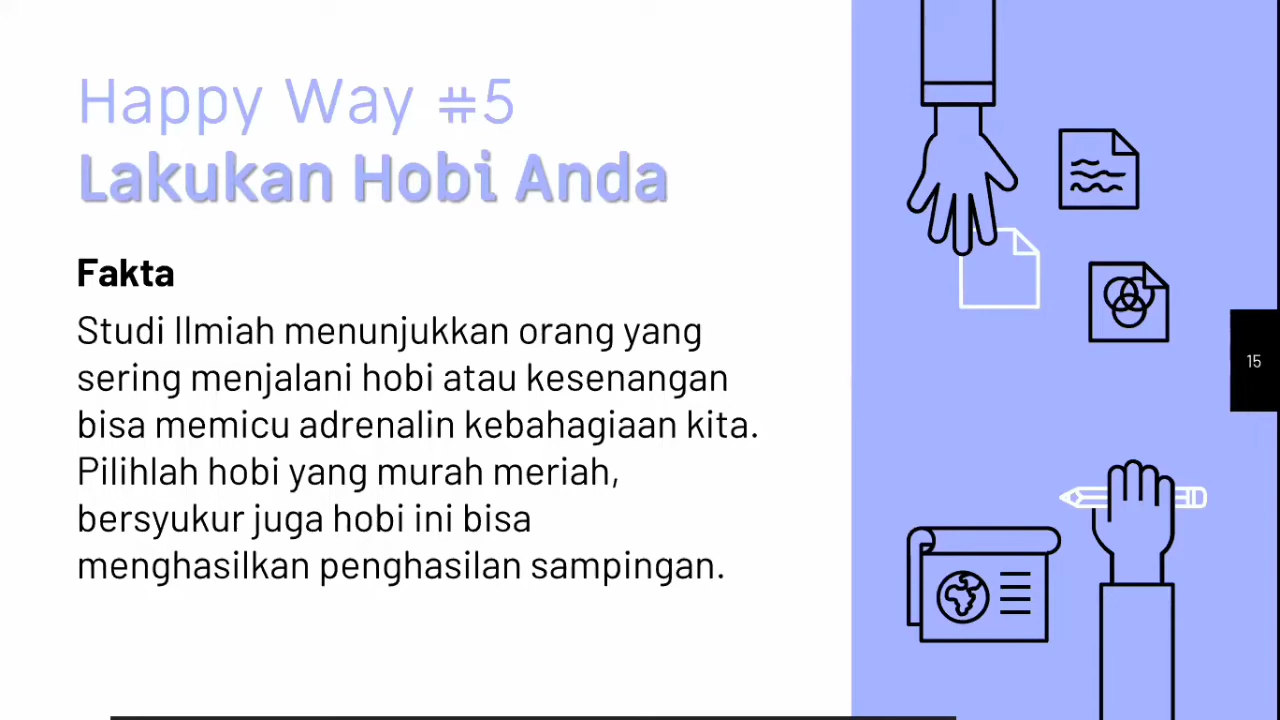 Happy Way #5
Lakukan Hobi Anda
Fakta
Studi Ilmiah menunjukkan orang yang
sering menjalani hobi atau kesenangan
bisa memicu adrenalin kebahagiaan kita.
Pilihlah hobi yang murah meriah,
bersyukur juga hobi ini bisa
menghasilkan penghasilan sampingan.
15